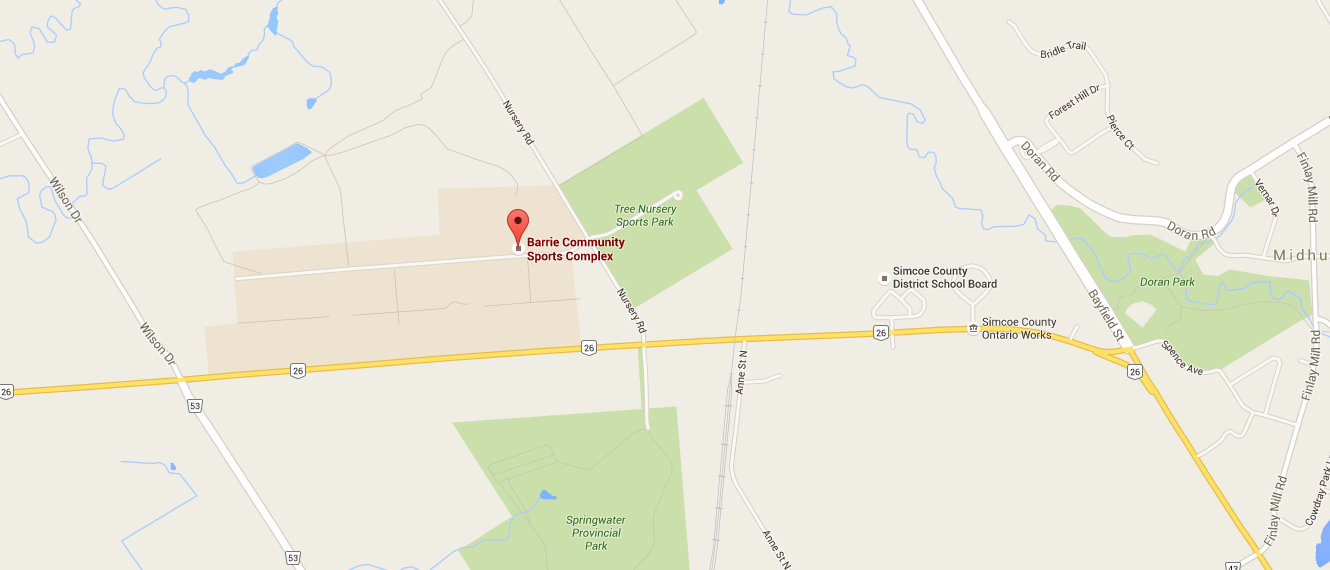 Bridle Trail
Forest Hill Dr
Pierce Ct
Nursery Rd
Doran Rd
Finlay Mill Rd
Wilson Dr
Vernar Dr
Tree Nursery
Sports Park
Doran Rd
Barrie Community
Sports Complex
Midhu
Simcoe County
District School Board
Doran Park
Nursery Rd
Bayfield St
Simcoe County
Ontario Works
Wilson Dr
26
26
26
26
26
Anne St N
Spence Ave
Finlay Mill Rd
53
Springwater
Provincial
Park
Finlay Mill Rd
Cowdray Park
Anne St N
53
43